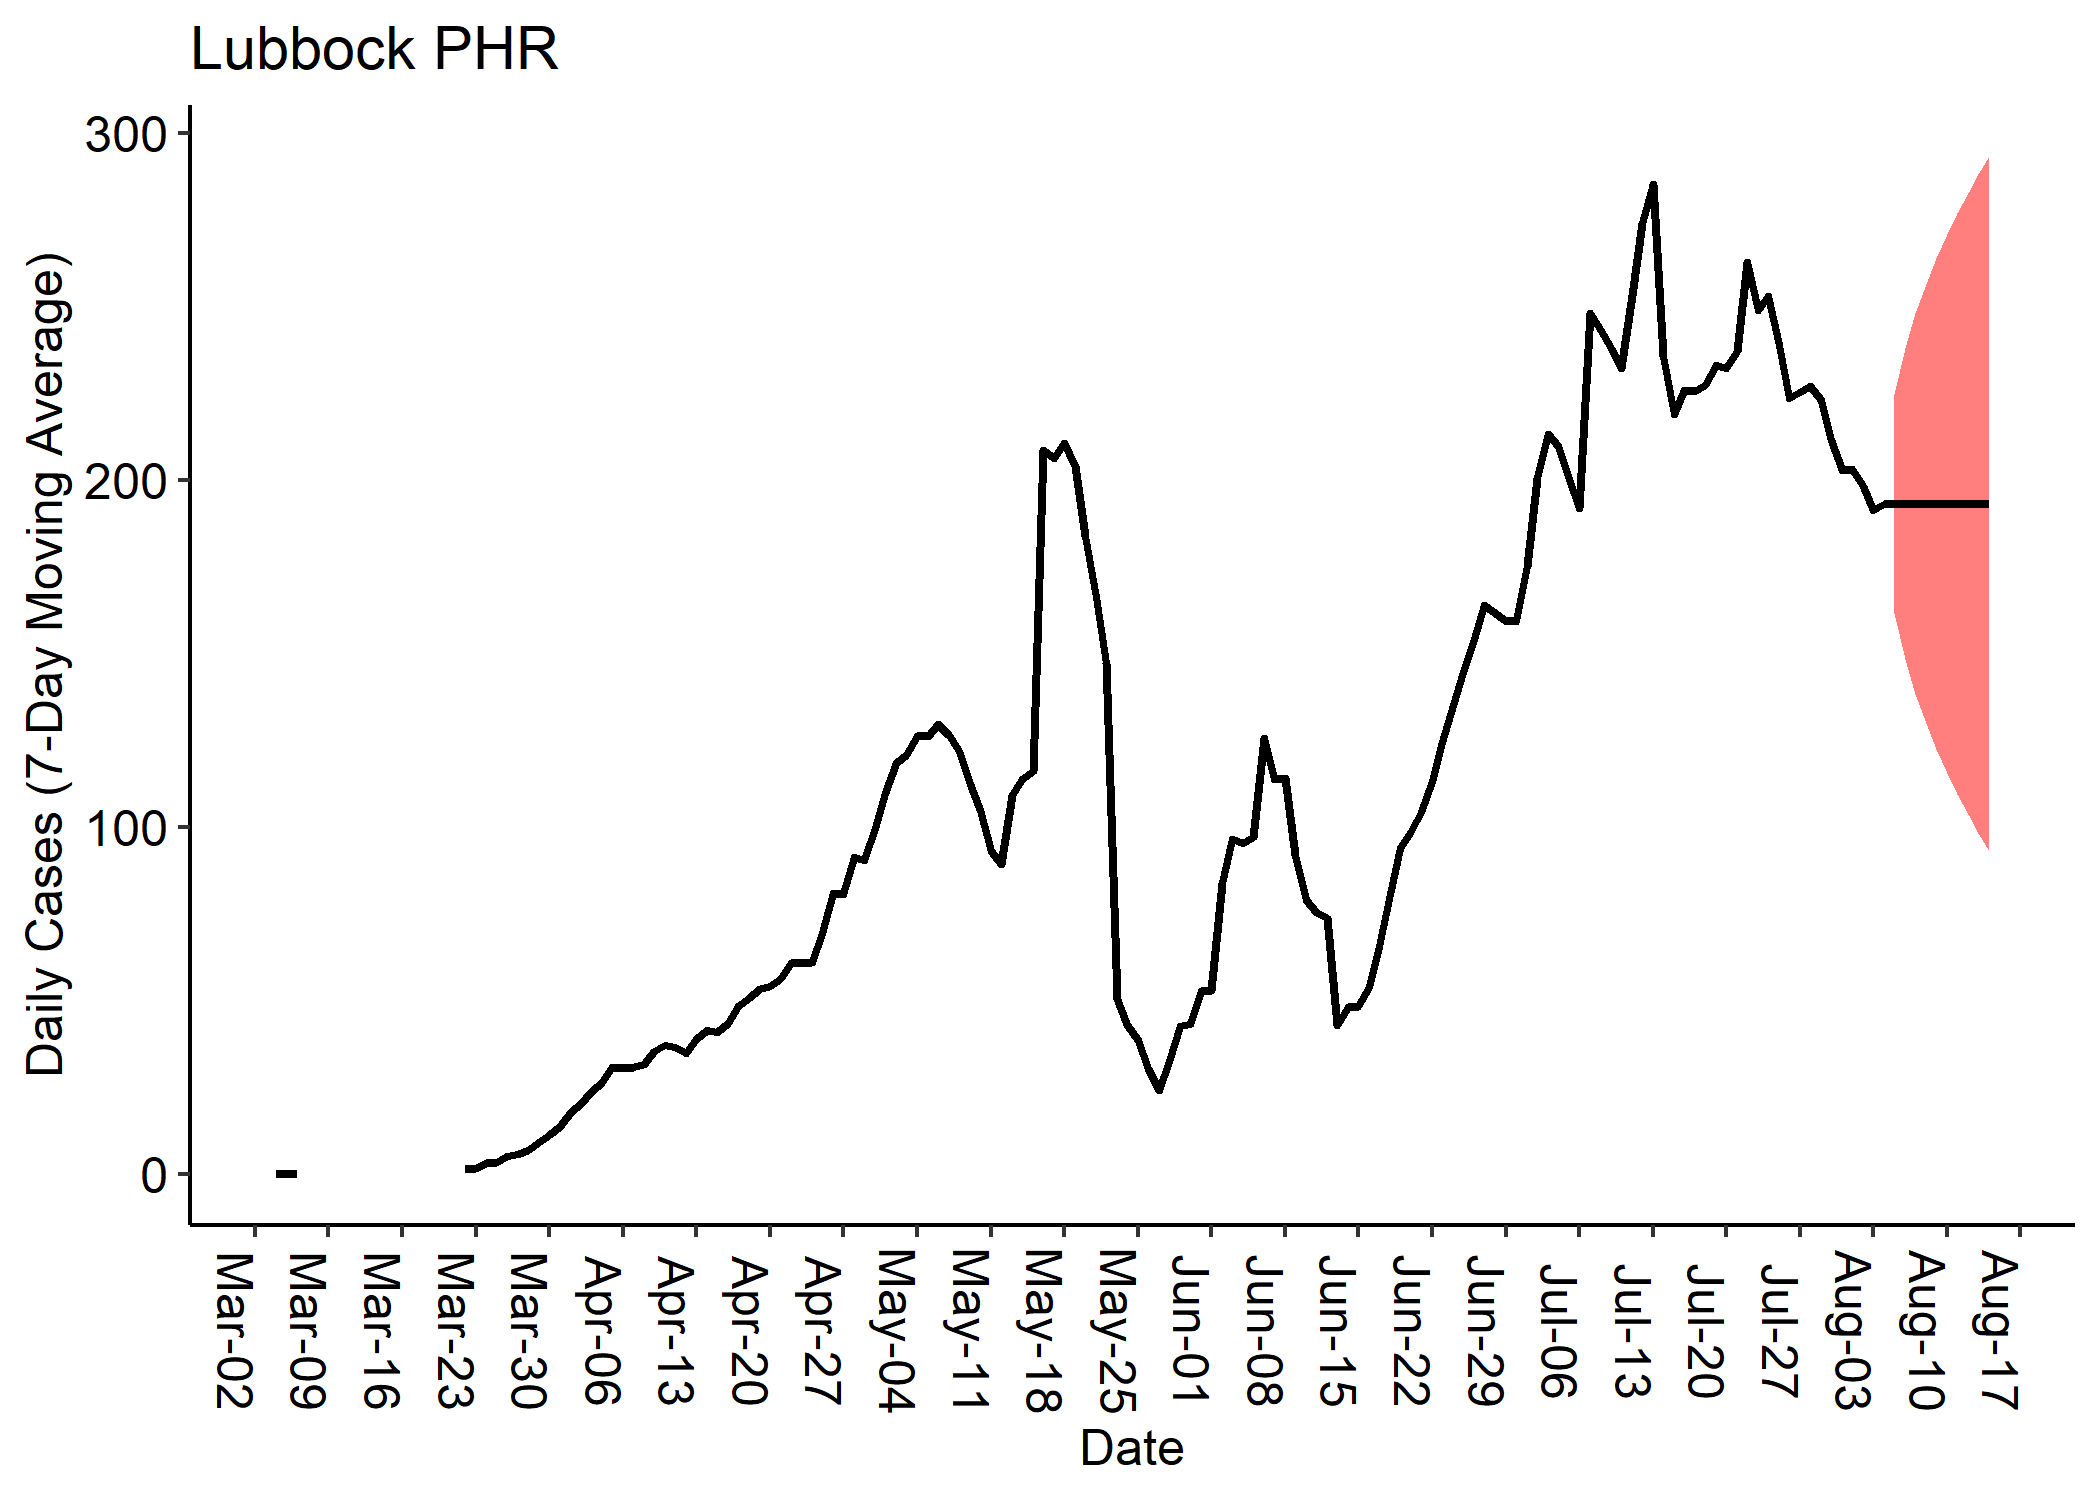 Lubbock PHR
Daily Cases (7-Day Moving Average)
300
200
100
0
Mar-02
Mar-09
Mar-16
Mar-23
Mar-30
Apr-06
Apr-13
Apr-20
Apr-27
May-04
May-11
May-18
May-25
Jun-01
Jun-08
Jun-15
Jun-22
Jun-29
Jul-06
Jul-13
Jul-20
Jul-27
Aug-03
Aug-10
Aug-17
Date